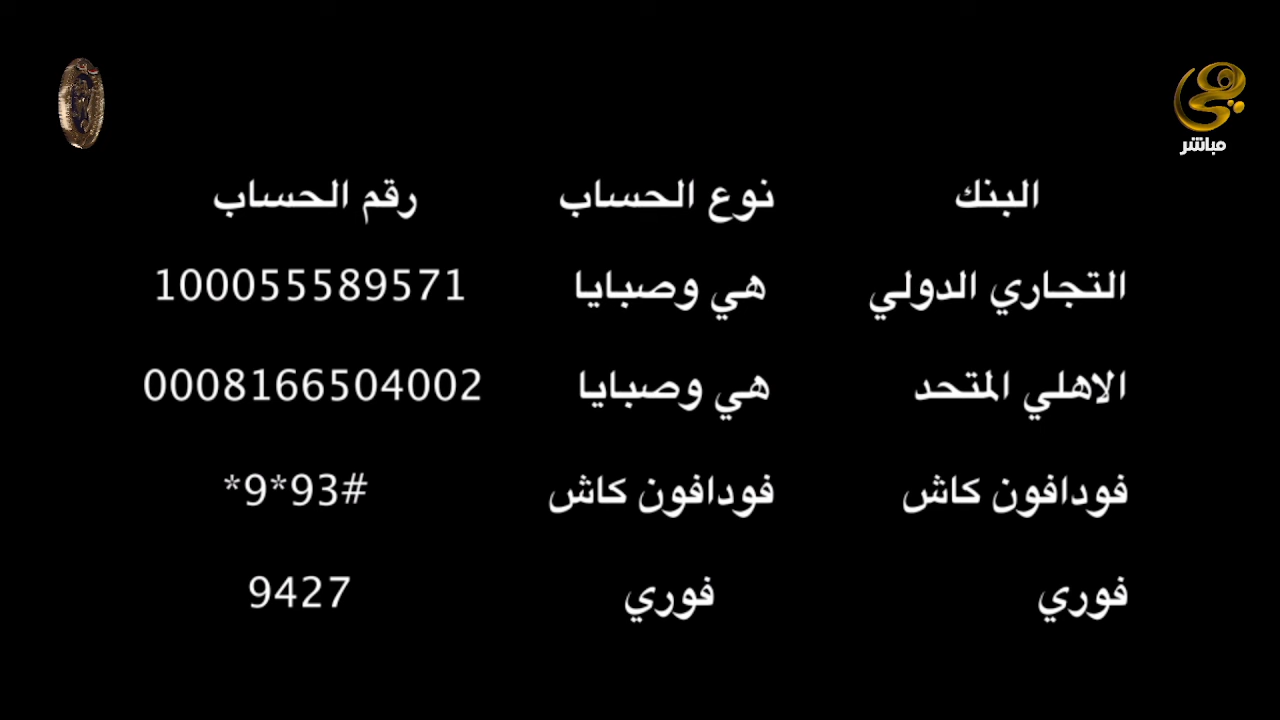 مباشر
البنك نوع الحساب رقم الحساب
التجاري الدولي هي وصبايا 100055589571
الاهلي المتحد هي وصبايا 0008166504002
فودافون كاش فودافون كاش *9*93#
فوري فوري 9427